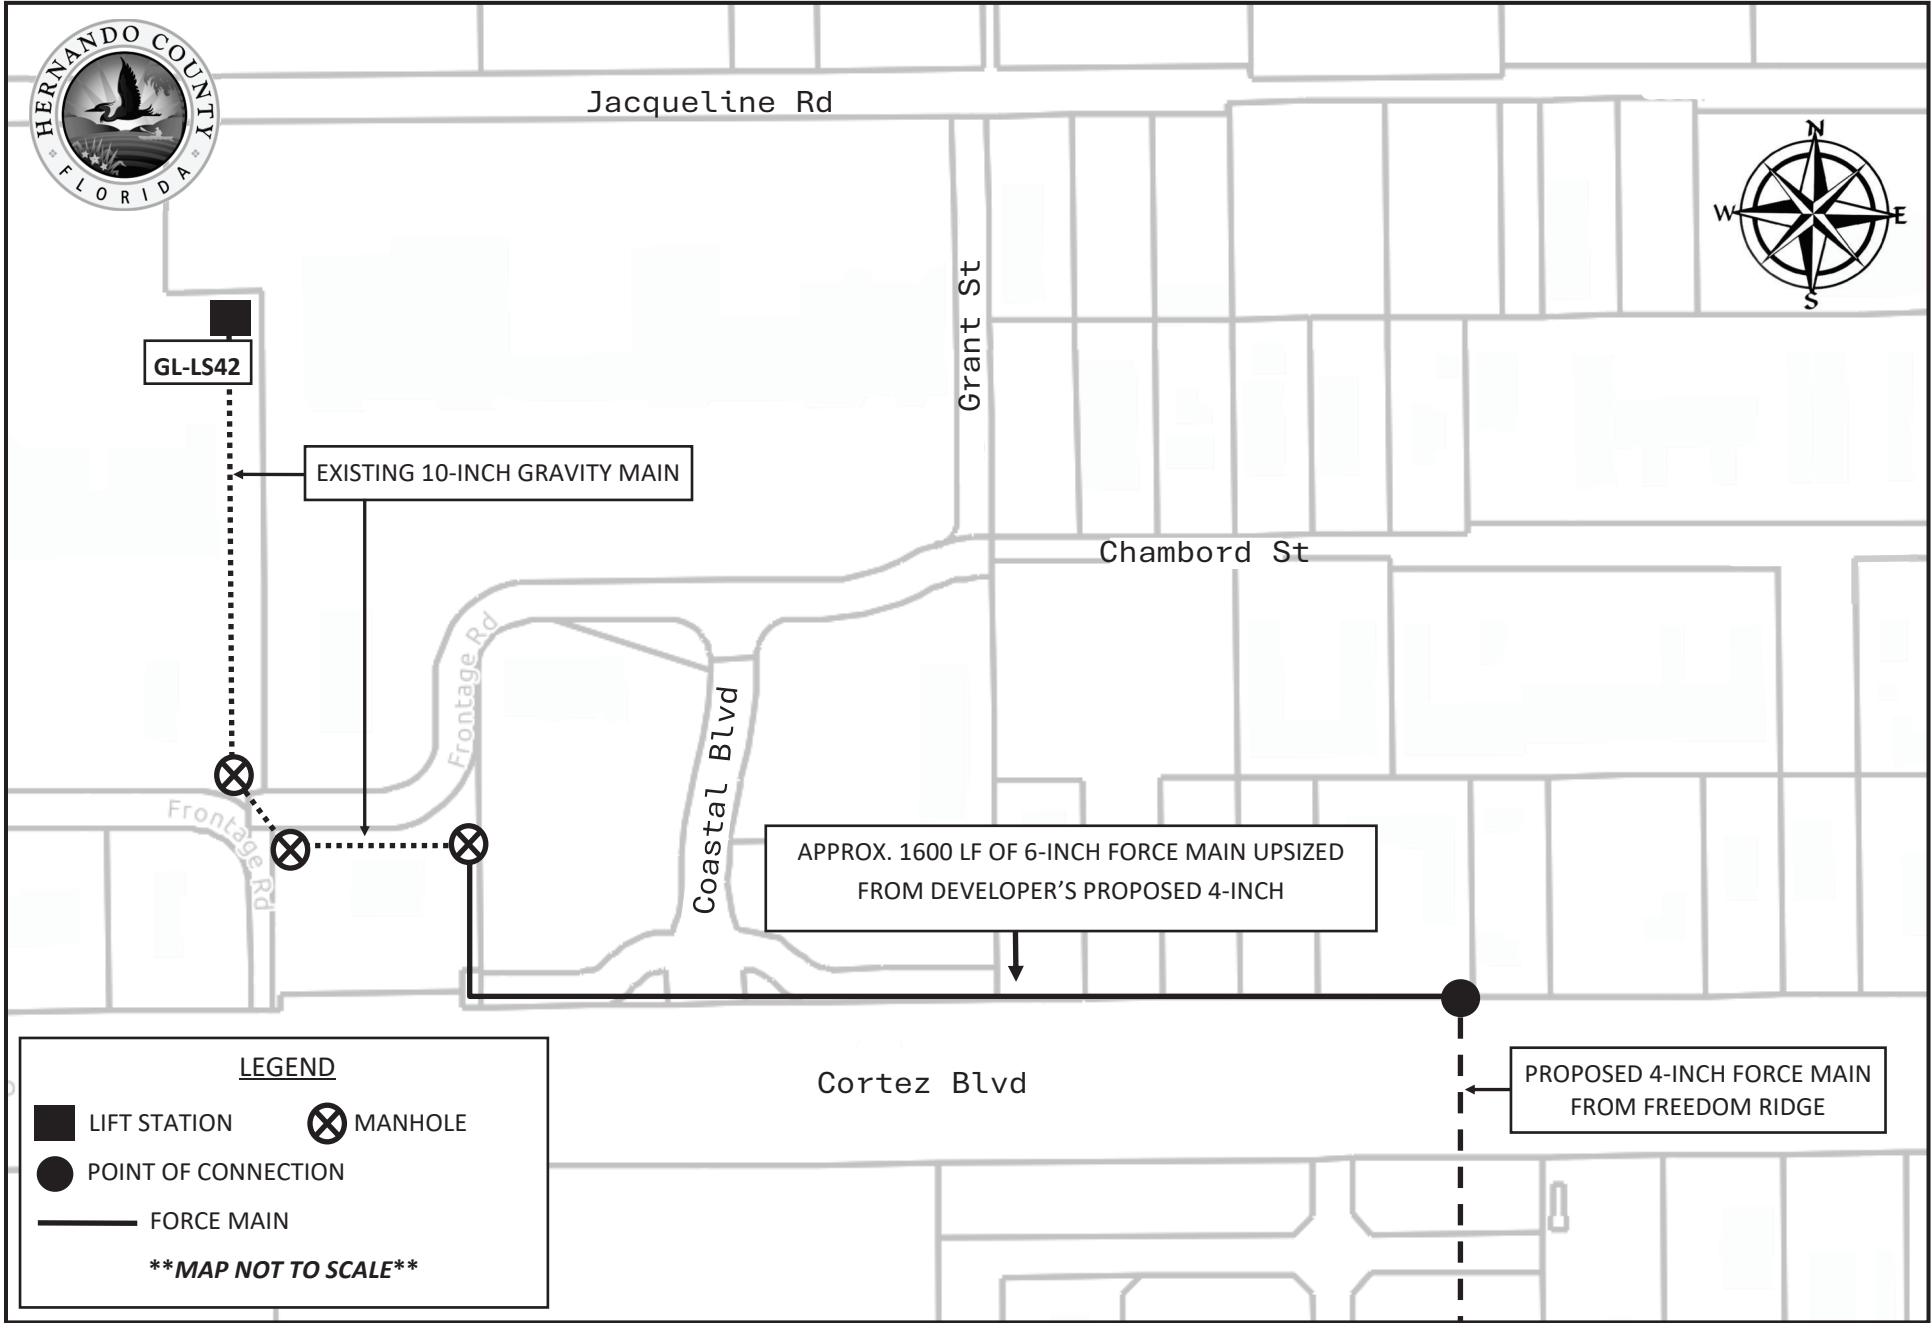 HERNANDO COUNTY
FLORIDA
Jacqueline Rd
N
W
E
S
Grant St
GL-LS42
EXISTING 10-INCH GRAVITY MAIN
Chambord St
Frontage Rd
Coastal Blvd
Frontage Rd
APPROX. 1600 LF OF 6-INCH FORCE MAIN UPSIZED
FROM DEVELOPER’S PROPOSED 4-INCH
Cortez Blvd
PROPOSED 4-INCH FORCE MAIN
FROM FREEDOM RIDGE
LEGEND
LIFT STATION
MANHOLE
POINT OF CONNECTION
FORCE MAIN
**MAP NOT TO SCALE**